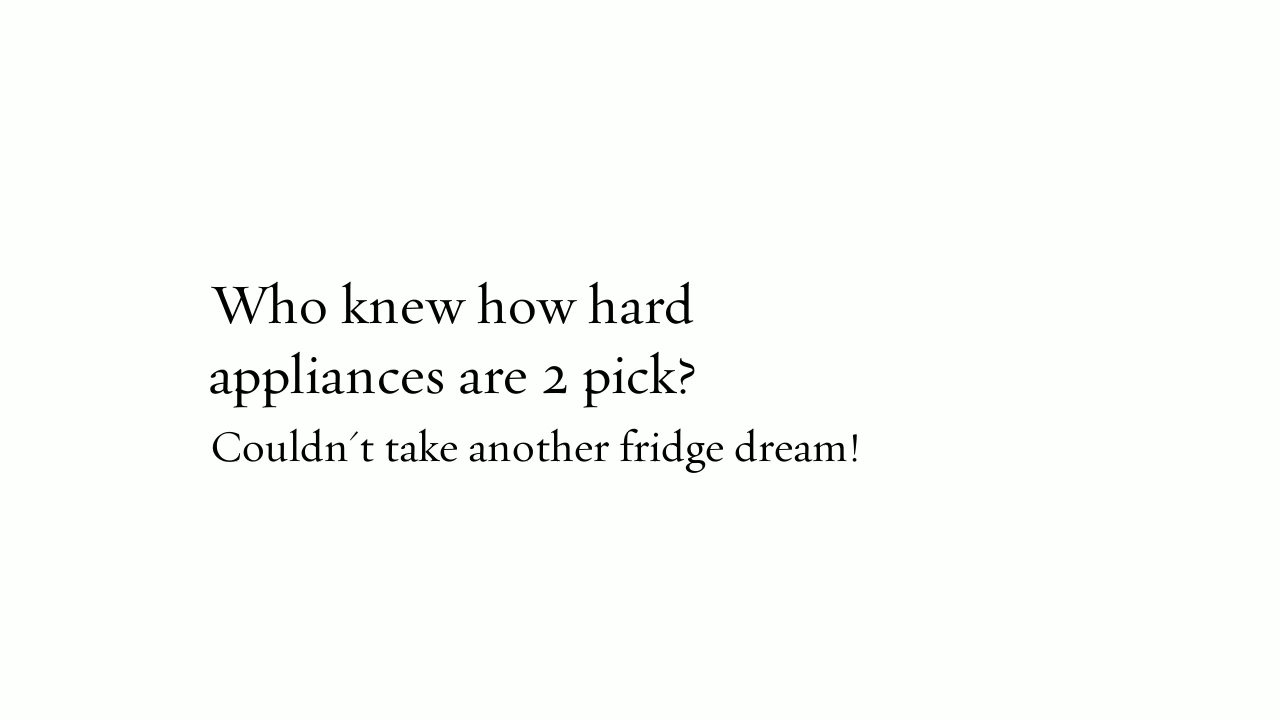 Who knew how hard
appliances are 2 pick?
Couldn´t take another fridge dream!